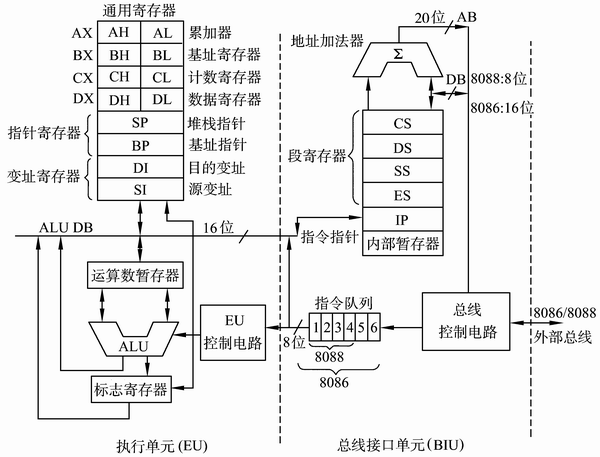 通用寄存器
AX AH AL 累加器
BX BH BL 基址寄存器
CX CH CL 计数寄存器
DX DH DL 数据寄存器
指针寄存器
SP 堆栈指针
BP 基址指针
变址寄存器
DI 目的变址
SI 源变址
ALU DB
16位
运算数暂存器
ALU
标志寄存器
EU
控制电路
执行单元(EU)
20位
AB
地址加法器
Σ
DB
8088:8位
8086:16位
段寄存器
CS
DS
SS
ES
IP
指令指针
内部暂存器
指令队列
1 2 3 4 5 6
8位
8088
8086
总线
控制电路
8086/8088
外部总线
总线接口单元(BIU)